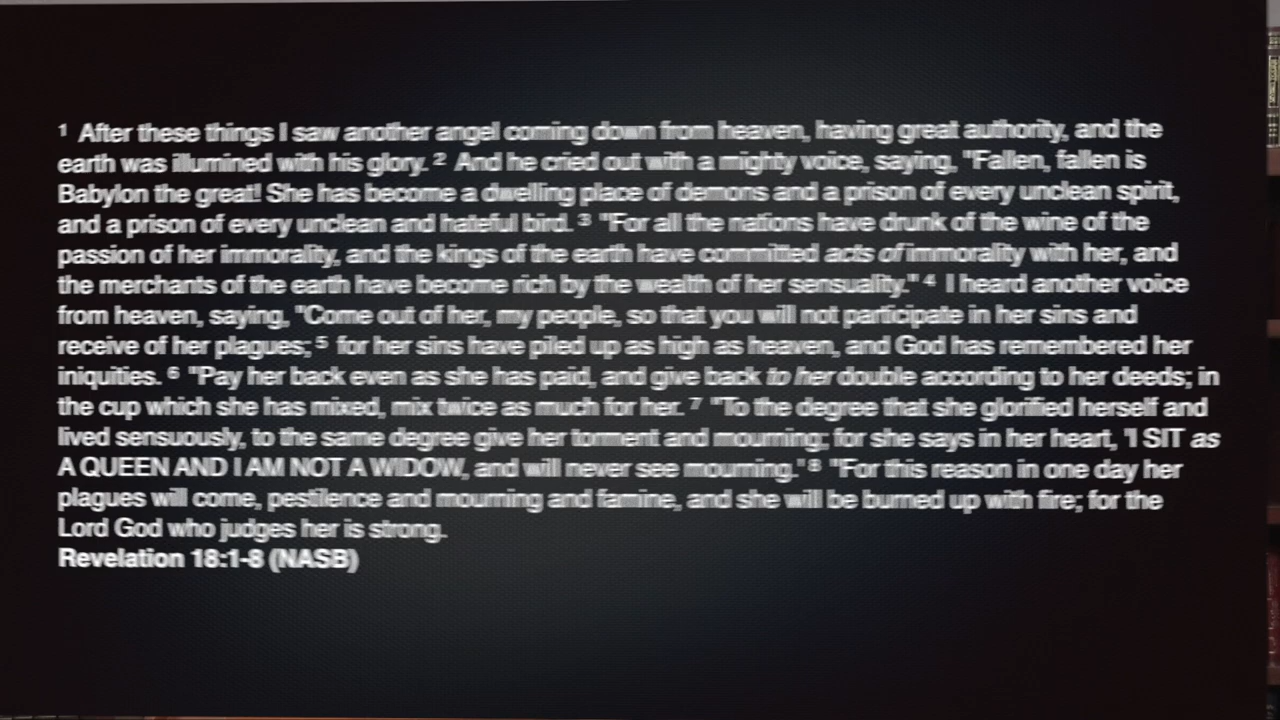 1 After these things I saw another angel coming down from heaven, having great authority, and the
earth was illumined with his glory. 2 And he cried out with a mighty voice, saying, "Fallen, fallen is
Babylon the great! She has become a dwelling place of demons and a prison of every unclean spirit,
and a prison of every unclean and hateful bird. 3 "For all the nations have drunk of the wine of the
passion of her immorality, and the kings of the earth have committed acts of immorality with her, and
the merchants of the earth have become rich by the wealth of her sensuality." 4 I heard another voice
from heaven, saying, "Come out of her, my people, so that you will not participate in her sins and
receive of her plagues; 5 for her sins have piled up as high as heaven, and God has remembered her
iniquities. 6 "Pay her back even as she has paid, and give back to her double according to her deeds; in
the cup which she has mixed, mix twice as much for her. 7 "To the degree that she glorified herself and
lived sensuously, to the same degree give her torment and mourning; for she says in her heart, 'I SIT as
A QUEEN AND I AM NOT A WIDOW, and will never see mourning.' 8 "For this reason in one day her
plagues will come, pestilence and mourning and famine, and she will be burned up with fire; for the
Lord God who judges her is strong.
Revelation 18:1-8 (NASB)